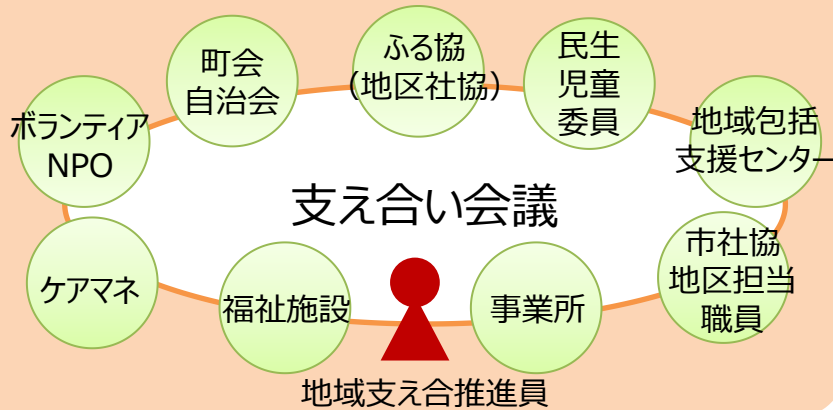 町会
自治会
ふる協
（地区社協）
民生
児童
委員
ボランティア
NPO
地域包括
支援センター
支え合い会議
ケアマネ
福祉施設
事業所
市社協
地区担当
職員
地域支え合推進員